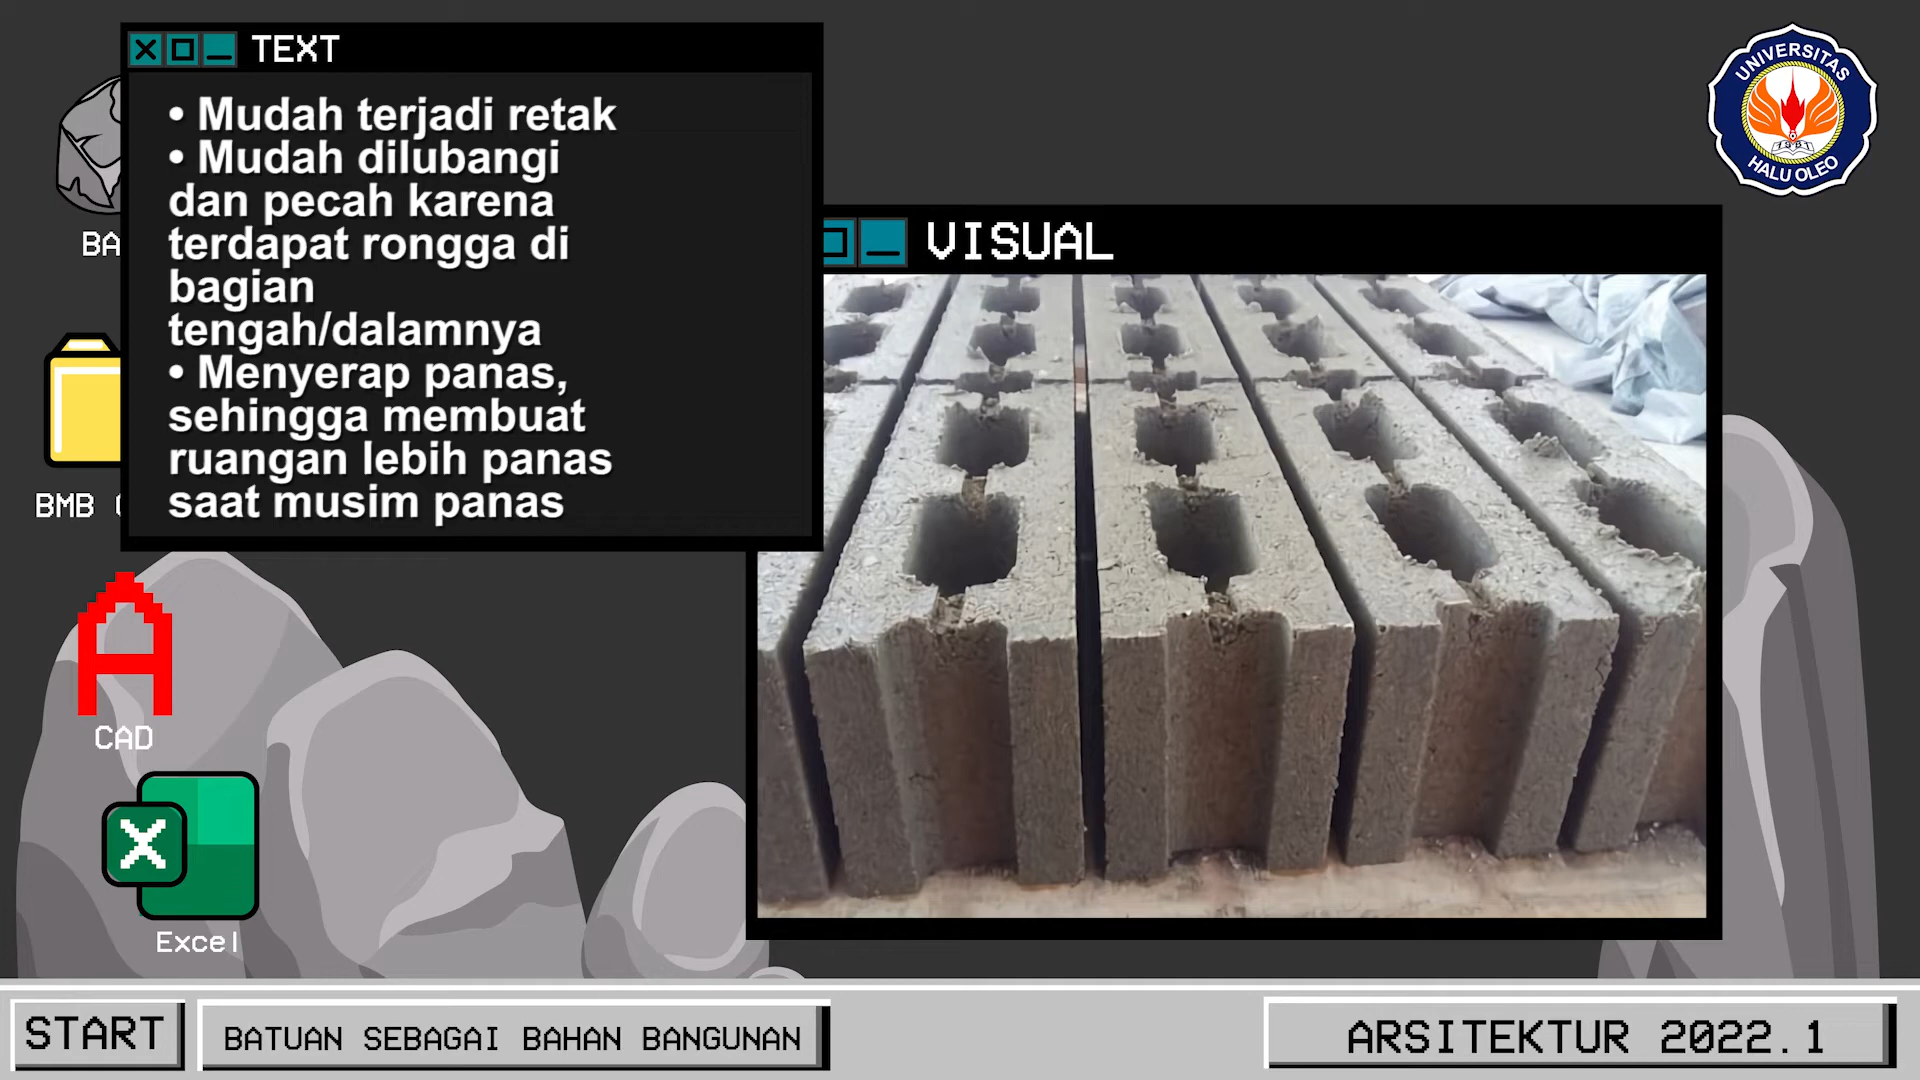 TEXT
• Mudah terjadi retak
• Mudah dilubangi
dan pecah karena
terdapat rongga di
bagian
tengah/dalamnya
• Menyerap panas,
sehingga membuat
ruangan lebih panas
saat musim panas
UNIVERSITAS
1981
HALU OLEO
VISUAL
BA
BMB
CAD
Excel
START
BATUAN SEBAGAI BAHAN BANGUNAN
ARSITEKTUR 2022.1